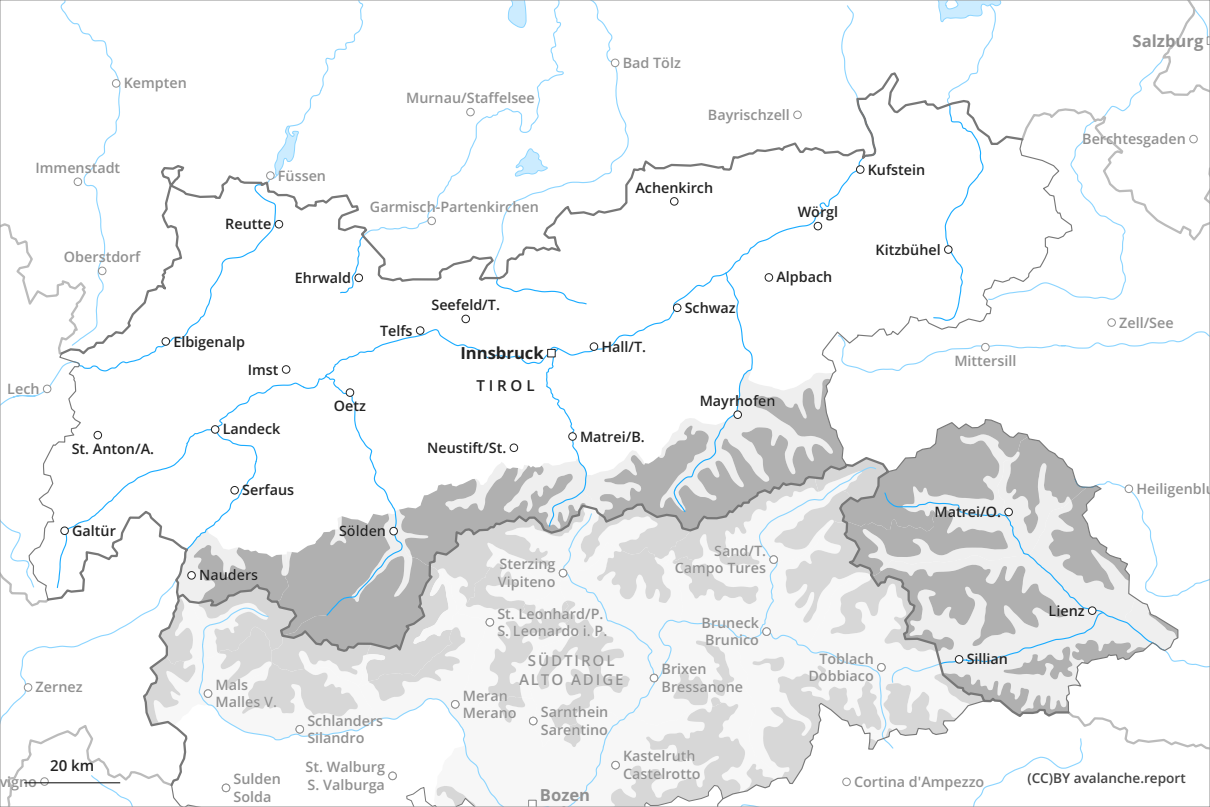 Salzburg
Bad Tölz
Kempten
Murnau/Staffelsee
Bayrischzell
Berchtesgaden
Immenstadt
Füssen
Kufstein
Achenkirch
Garmisch-Partenkirchen
Wörgl
Reutte
Kitzbühel
Oberstdorf
Ehrwald
Alpbach
Seefeld/T.
Schwaz
Zell/See
Telfs
Elbigenalp
Innsbruck
Hall/T.
Mittersill
Imst
TIROL
Lech
Oetz
Mayrhofen
Landeck
Matrei/B.
St. Anton/A.
Neustift/St.
Serfaus
Heiligenblu
Matrei/O.
Galtür
Sölden
Sand/T.
Campo Tures
Sterzing
Vipiteno
Nauders
Lienz
St. Leonhard/P.
S. Leonardo i. P.
Bruneck
Brunico
SÜDTIROL
ALTO ADIGE
Sillian
Toblach
Dobbiaco
Brixen
Bressanone
Zernez
Mals
Malles V.
Meran
Merano
Sarnthein
Sarentino
Schlanders
Silandro
Kastelruth
Castelrotto
St. Walburg
S. Valburga
20 km
vigno
Sulden
Solda
Cortina d'Ampezzo
(CC)BY avalanche.report
Bozen